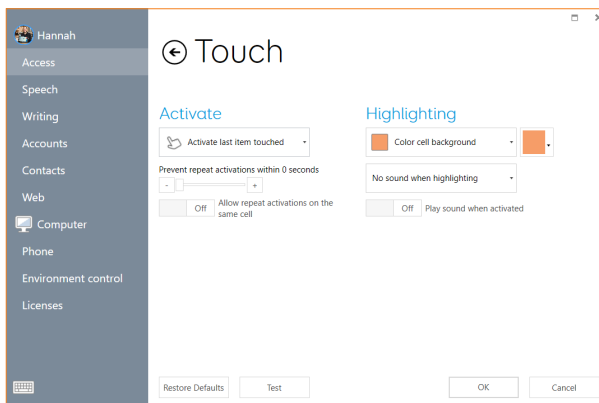 Hannah
Access
Speech
Writing
Accounts
Contacts
Web
Computer
Phone
Environment control
Licenses
Touch
Activate
Activate last item touched
Prevent repeat activations within 0 seconds
- +
Off Allow repeat activations on the
same cell
Highlighting
Color cell background
No sound when highlighting
Off Play sound when activated
Restore Defaults Test OK Cancel